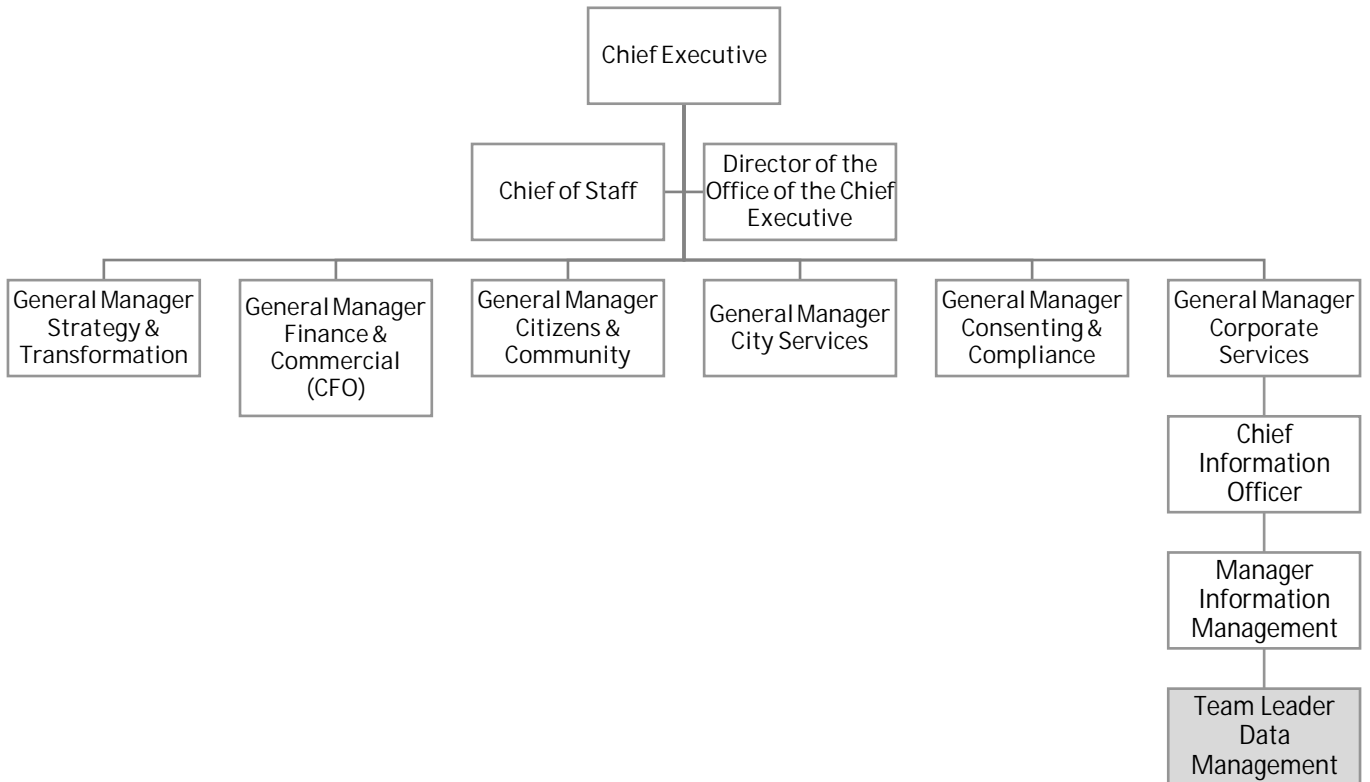 Chief Executive
Chief of Staff
Director of the
Office of the Chief
Executive
General Manager
Strategy &
Transformation
General Manager
Finance &
Commercial
(CFO)
General Manager
Citizens &
Community
General Manager
City Services
General Manager
Consenting &
Compliance
General Manager
Corporate
Services
Chief
Information
Officer
Manager
Information
Management
Team Leader
Data
Management